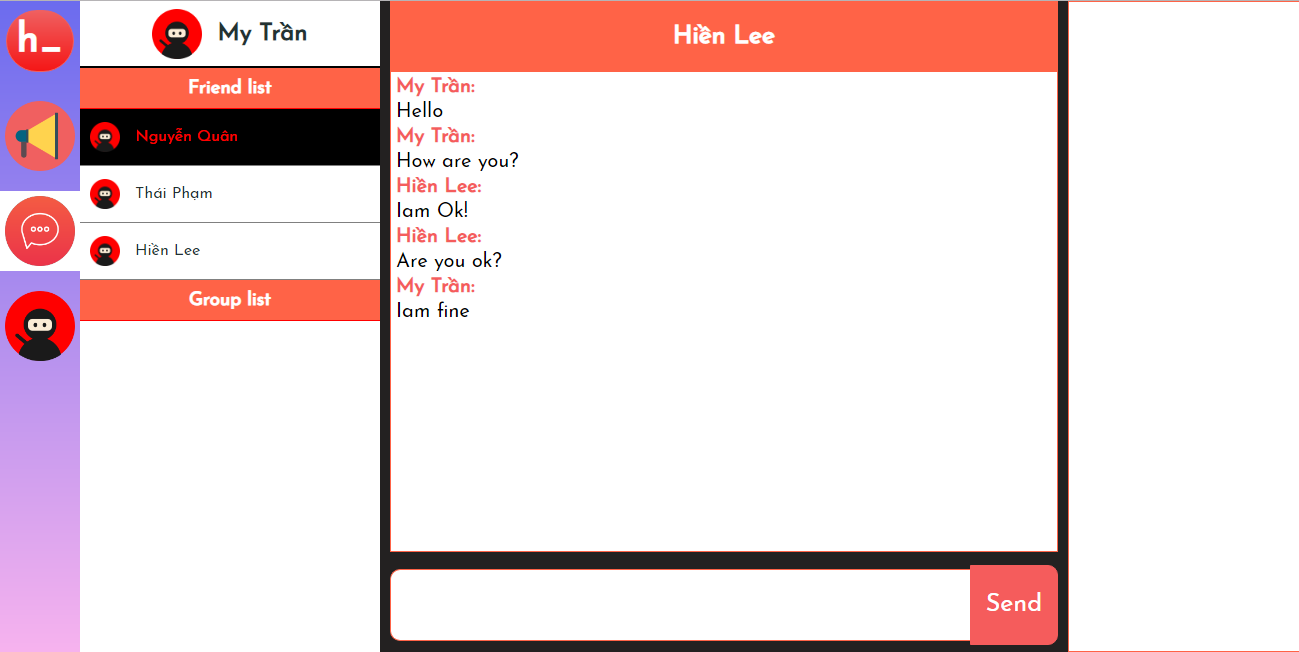 h_
My Trần
Friend list
Nguyễn Quân
Thái Phạm
Hiền Lee
Group list
Hiền Lee
My Trần:
Hello
My Trần:
How are you?
Hiền Lee:
Iam Ok!
Hiền Lee:
Are you ok?
My Trần:
Iam fine
Send